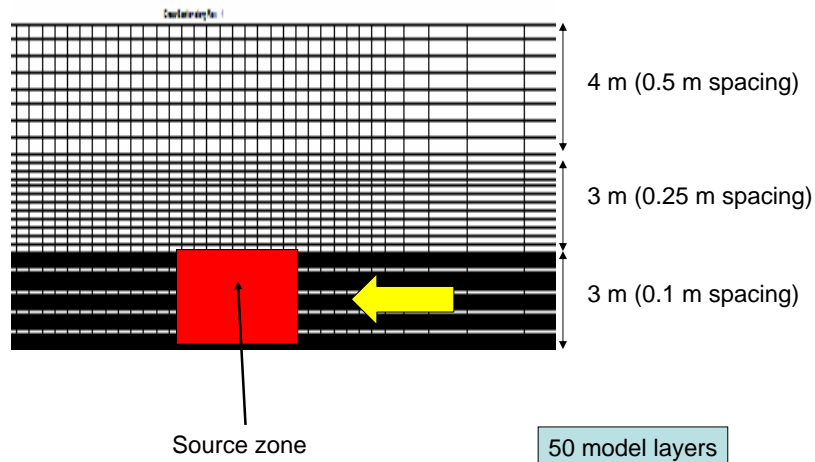 4 m (0.5 m spacing)
3 m (0.25 m spacing)
3 m (0.1 m spacing)
Source zone
50 model layers